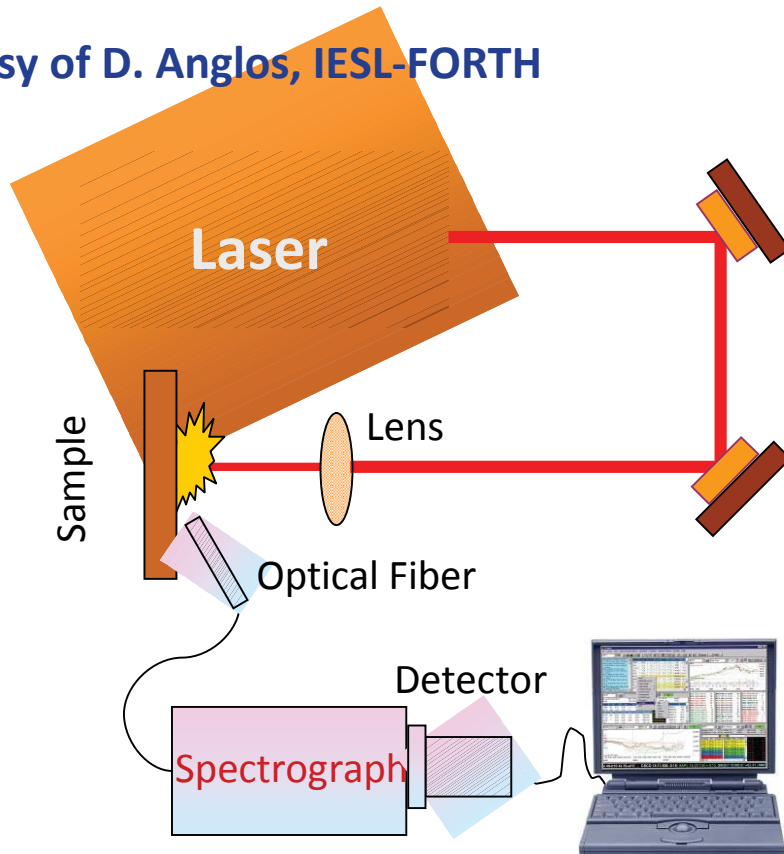 sy of D. Anglos, IESL-FORTH
Laser
Sample
Lens
Optical Fiber
Detector
Spectrograph